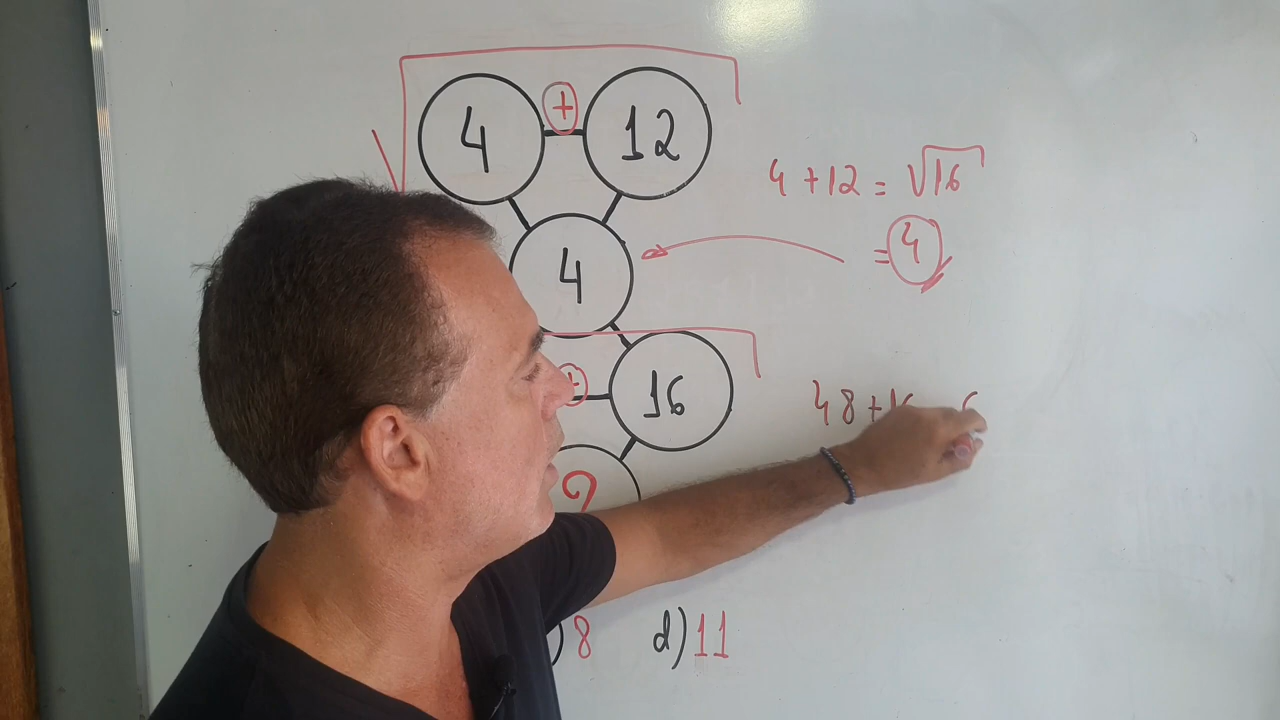 4 + 12
4 + 12 = √16
4
= 4
+ 16
48 + 16
?
) 8 d) 11